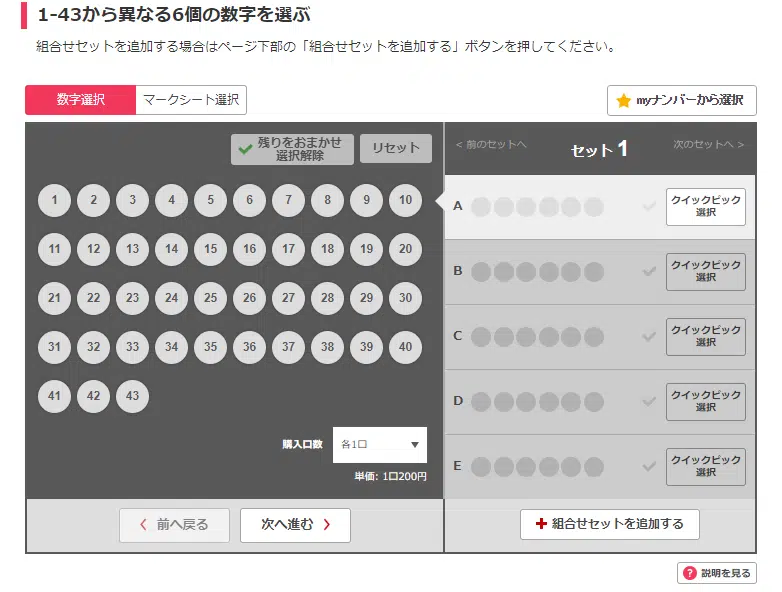 1-43から異なる6個の数字を選ぶ
組合せセットを追加する場合はページ下部の「組合せセットを追加する」ボタンを押してください。
数字選択
マークシート選択
myナンバーから選択
残りをおまかせ
選択解除
リセット
< 前のセットへ
セット 1
次のセットへ >
1 2 3 4 5 6 7 8 9 10
11 12 13 14 15 16 17 18 19 20
21 22 23 24 25 26 27 28 29 30
31 32 33 34 35 36 37 38 39 40
41 42 43
購入口数
各1口
単価: 1口200円
A
クイックピック
選択
B
クイックピック
選択
C
クイックピック
選択
D
クイックピック
選択
E
クイックピック
選択
前へ戻る
次へ進む
組合せセットを追加する
? 説明を見る